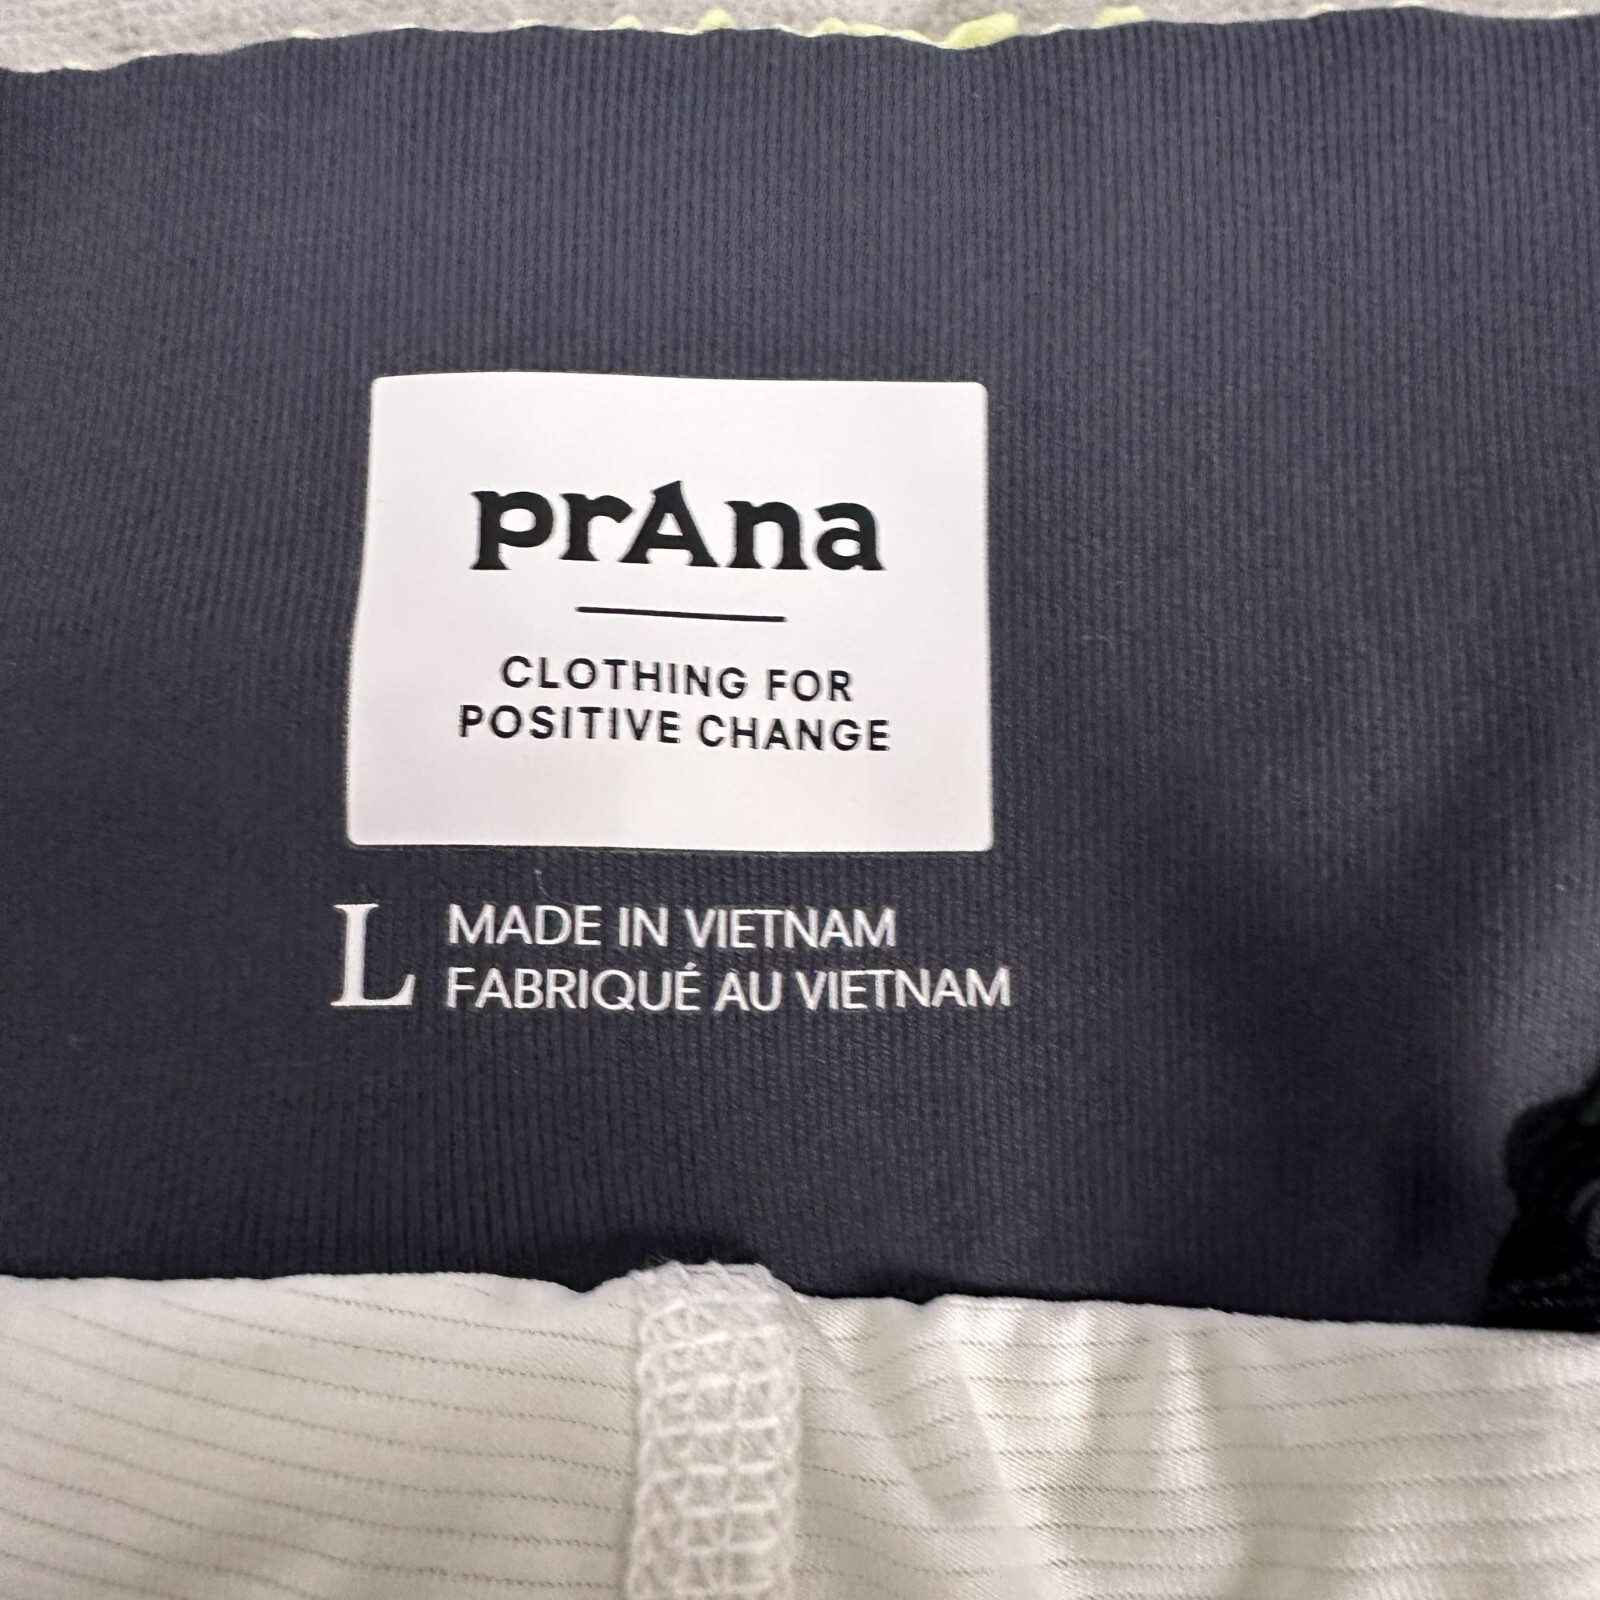 prAna
CLOTHING FOR
POSITIVE CHANGE
L MADE IN VIETNAM
FABRIQUÉ AU VIETNAM